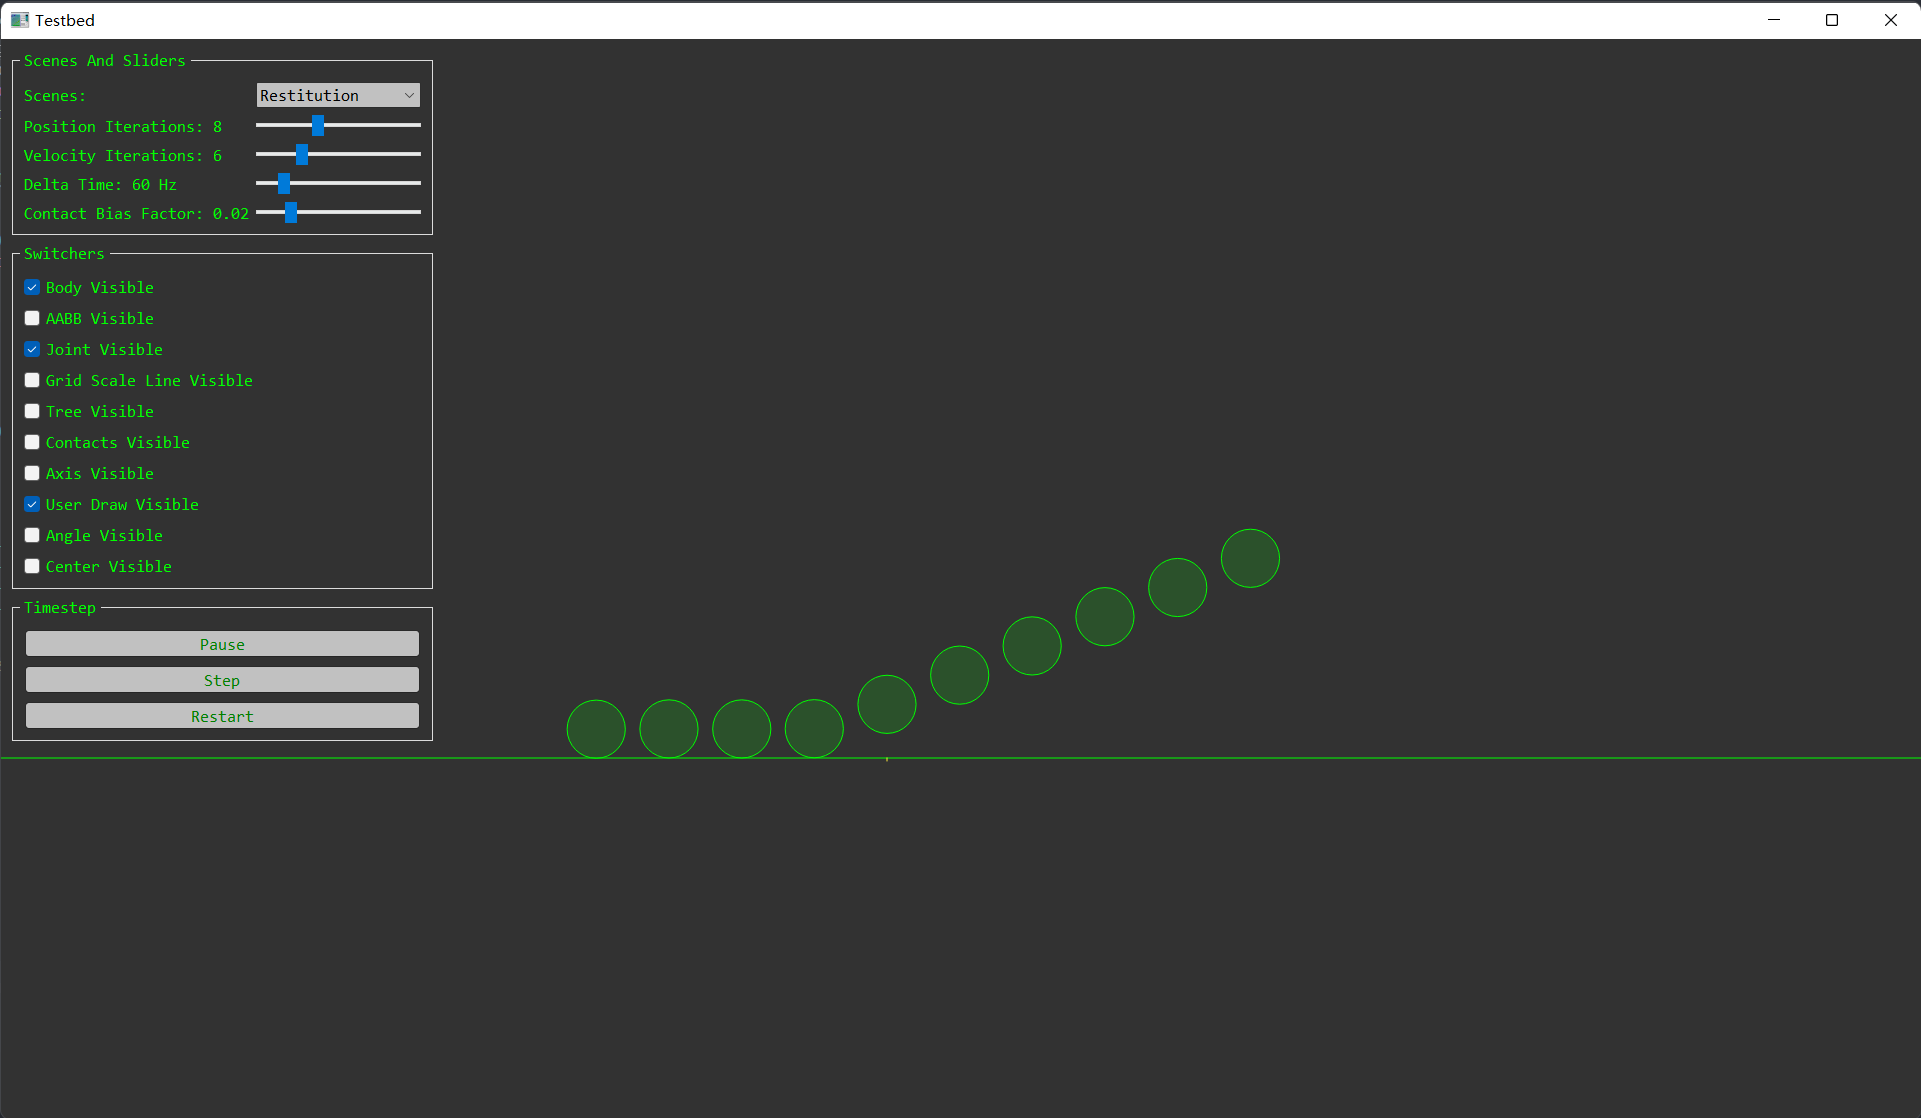 Testbed
Scenes And Sliders
Scenes: Restitution
Position Iterations: 8
Velocity Iterations: 6
Delta Time: 60 Hz
Contact Bias Factor: 0.02
Switchers
Body Visible
AABB Visible
Joint Visible
Grid Scale Line Visible
Tree Visible
Contacts Visible
Axis Visible
User Draw Visible
Angle Visible
Center Visible
Timestep
Pause
Step
Restart